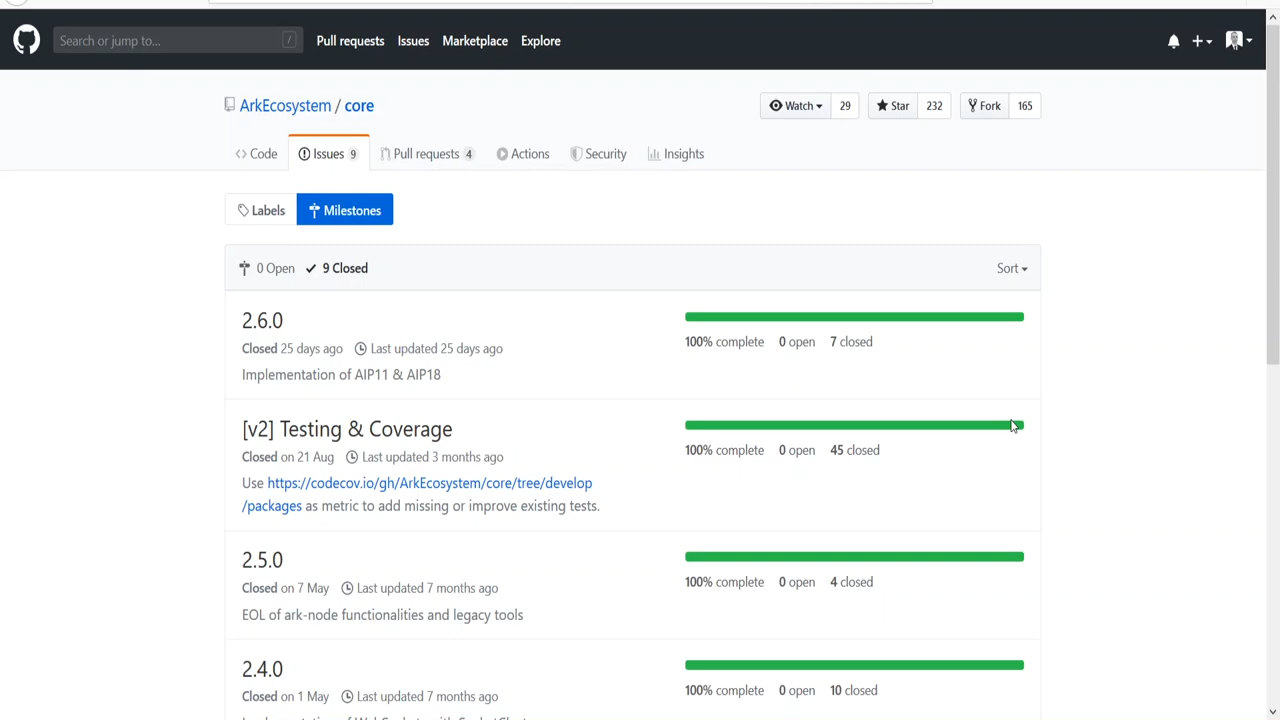 Search or jump to... /
Pull requests Issues Marketplace Explore
ArkEcosystem / core
Watch 29 Star 232 Fork 165
Code Issues 9 Pull requests 4 Actions Security Insights
Labels Milestones
0 Open 9 Closed Sort
2.6.0
100% complete 0 open 7 closed
Closed 25 days ago Last updated 25 days ago
Implementation of AIP11 & AIP18
[v2] Testing & Coverage
100% complete 0 open 45 closed
Closed on 21 Aug Last updated 3 months ago
Use https://codecov.io/gh/ArkEcosystem/core/tree/develop
/packages as metric to add missing or improve existing tests.
2.5.0
100% complete 0 open 4 closed
Closed on 7 May Last updated 7 months ago
EOL of ark-node functionalities and legacy tools
2.4.0
100% complete 0 open 10 closed
Closed on 1 May Last updated 7 months ago